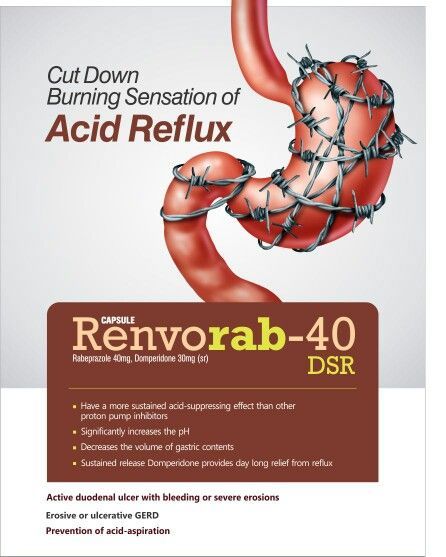 Cut Down
Burning Sensation of
Acid Reflux
CAPSULE
Renvorab-40
Rabeprazole 40mg, Domperidone 30mg (sr)
DSR
Have a more sustained acid-suppressing effect than other
proton pump inhibitors
Significantly increases the pH
Decreases the volume of gastric contents
Sustained release Domperidone provides day long relief from reflux
Active duodenal ulcer with bleeding or severe erosions
Erosive or ulcerative GERD
Prevention of acid-aspiration